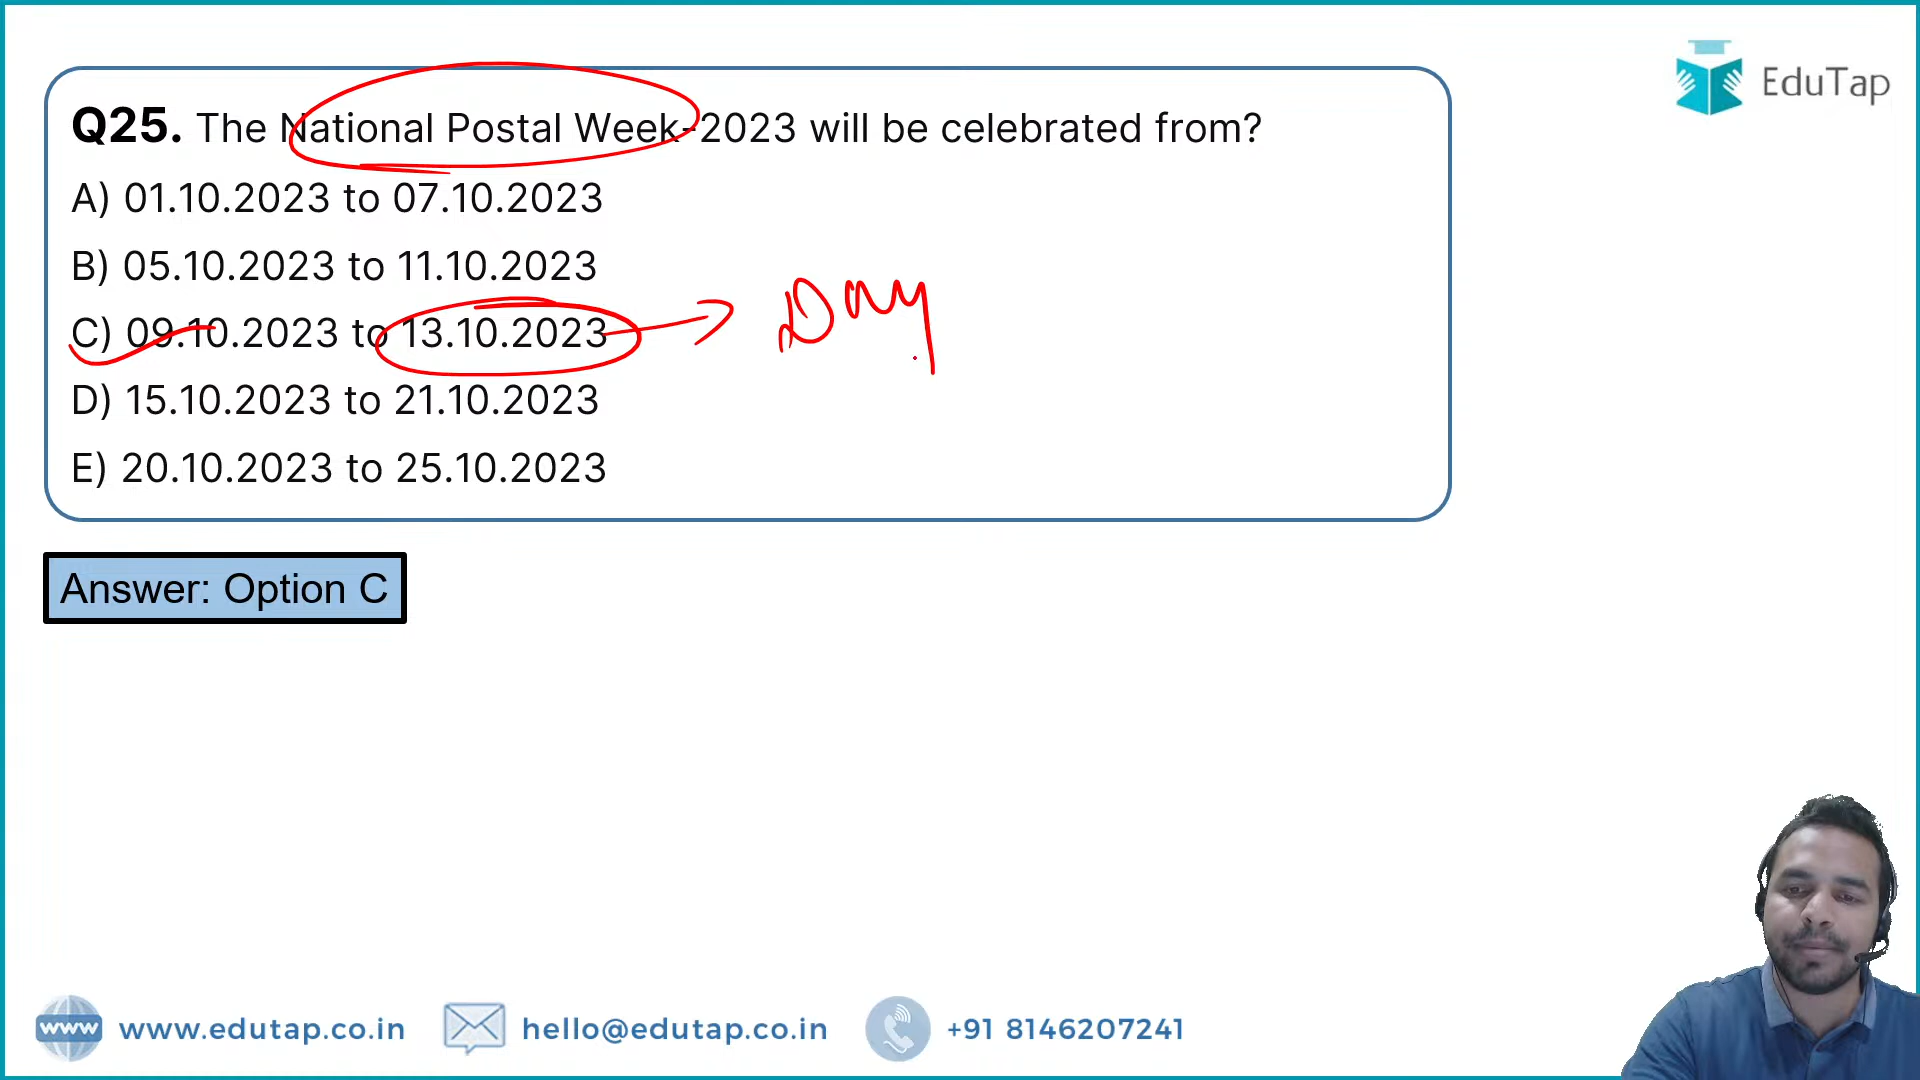 EduTap
Q25. The National Postal Week-2023 will be celebrated from?
A) 01.10.2023 to 07.10.2023
B) 05.10.2023 to 11.10.2023
C) 09.10.2023 to 13.10.2023
Day
D) 15.10.2023 to 21.10.2023
E) 20.10.2023 to 25.10.2023
Answer: Option C
www www.edutap.co.in hello@edutap.co.in +91 8146207241